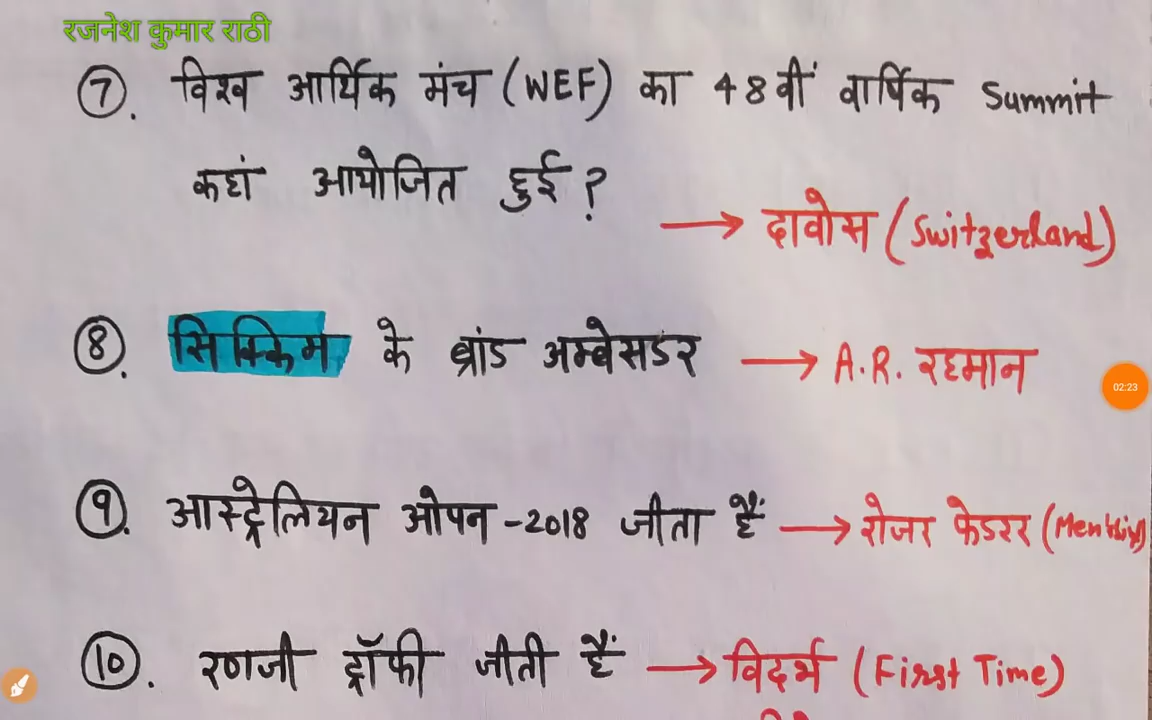 रजनेश कुमार राठी
7. विश्व आर्थिक मंच (WEF) का 48वीं वार्षिक Summit
कहां आयोजित हुई?
→ दावोस (Switzerland)
8. सिक्किम के ब्रांड अम्बेसडर → A.R. रहमान
02:23
9. आस्ट्रेलियन ओपन -2018 जीता हैं → रोजर फेडरर
10. रणजी ट्रॉफी जीती हैं → विदर्भ (First Time)